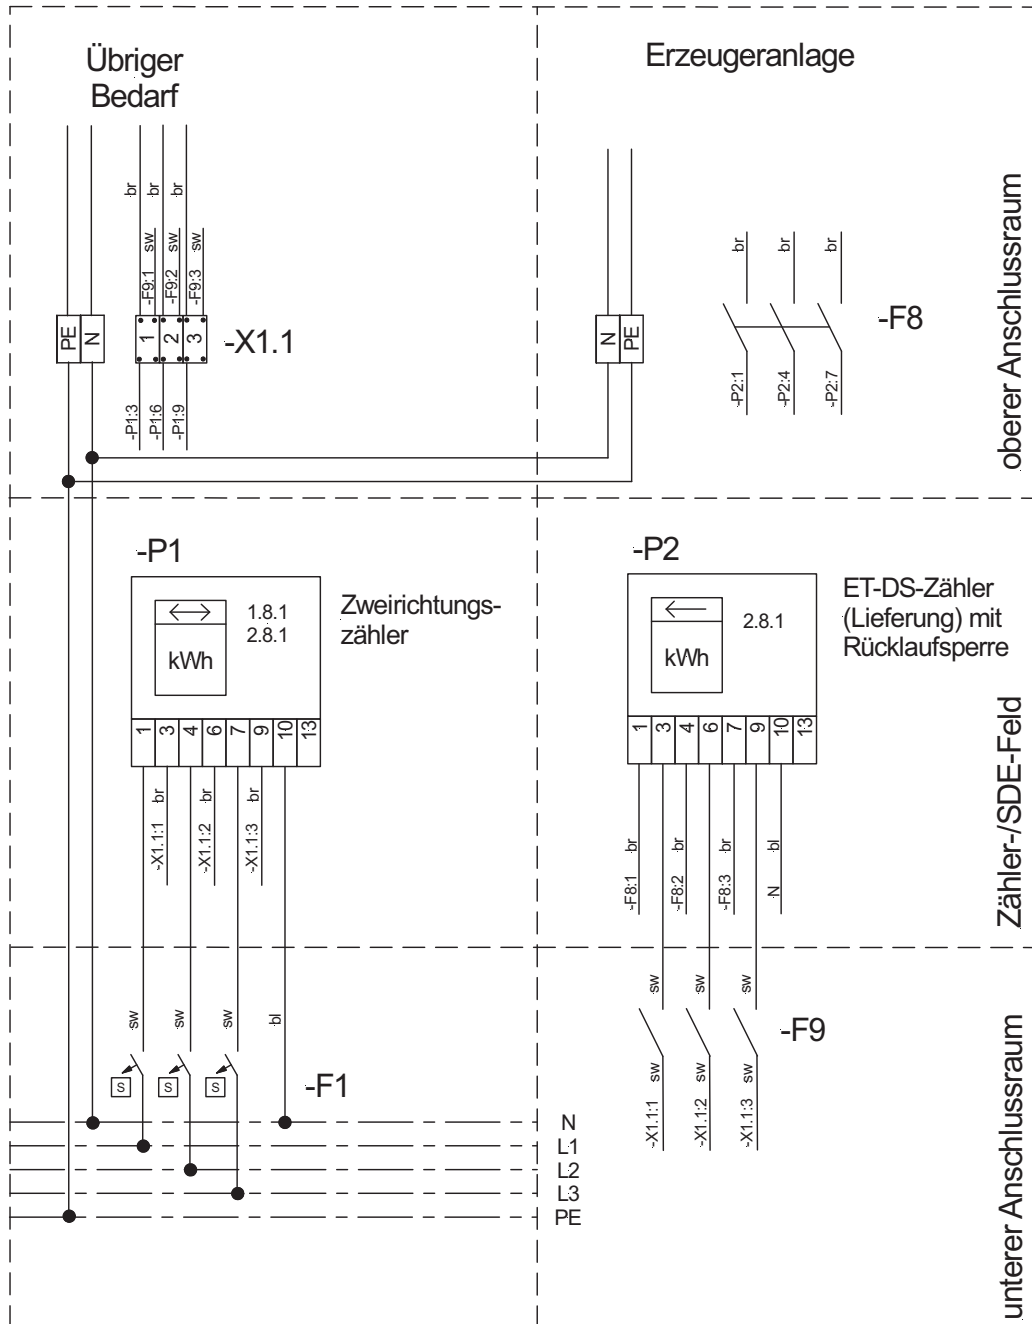 Übriger
Bedarf
Erzeugeranlage
oberer Anschlussraum
br
br
br
-F9:1 sw
-F9:2 sw
-F9:3 sw
PE
N
1
2
3
-X1.1
-P1:3
-P1:6
-P1:9
N
PE
br
br
br
-F8
-P2:1
-P2:4
-P2:7
-P1
1.8.1
2.8.1
kWh
Zweirichtungs-
zähler
1
3
4
6
7
9
10
13
-X1.1:1 br
-X1.1:2 br
-X1.1:3 br
-P2
2.8.1
kWh
ET-DS-Zähler
(Lieferung) mit
Rücklaufsperre
1
3
4
6
7
9
10
13
-F8:1 br
-F8:2 br
-F8:3 br
-N bl
Zähler-/SDE-Feld
sw
sw
sw
bl
S
S
S
-F1
sw
sw
sw
-F9
-X1.1:1 sw
-X1.1:2 sw
-X1.1:3 sw
N
L1
L2
L3
PE
unterer Anschlussraum